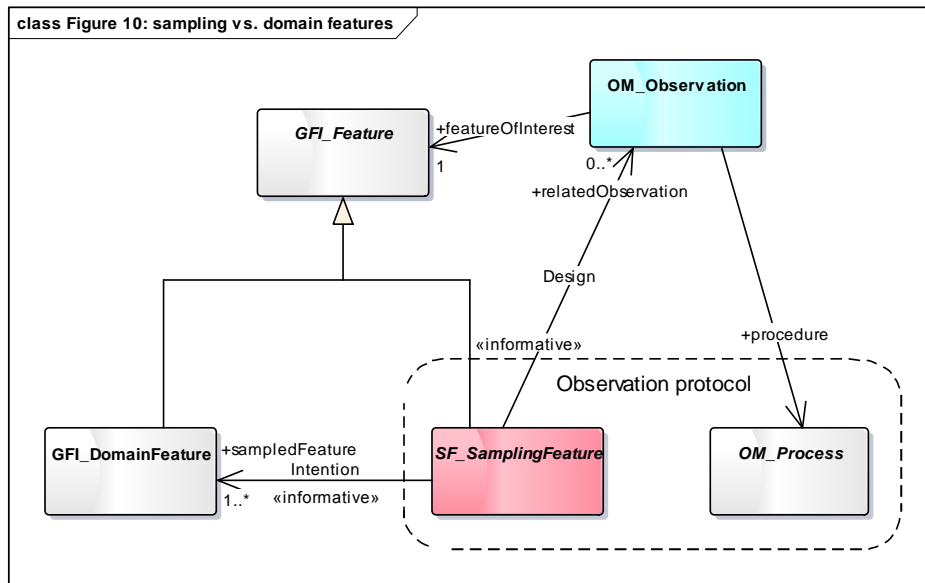 class Figure 10: sampling vs. domain features
OM_Observation
GFI_Feature
+featureOfInterest
1
0..*
+relatedObservation
Design
+procedure
«informative»
Observation protocol
GFI_DomainFeature
+sampledFeature
Intention
1..*
«informative»
SF_SamplingFeature
OM_Process